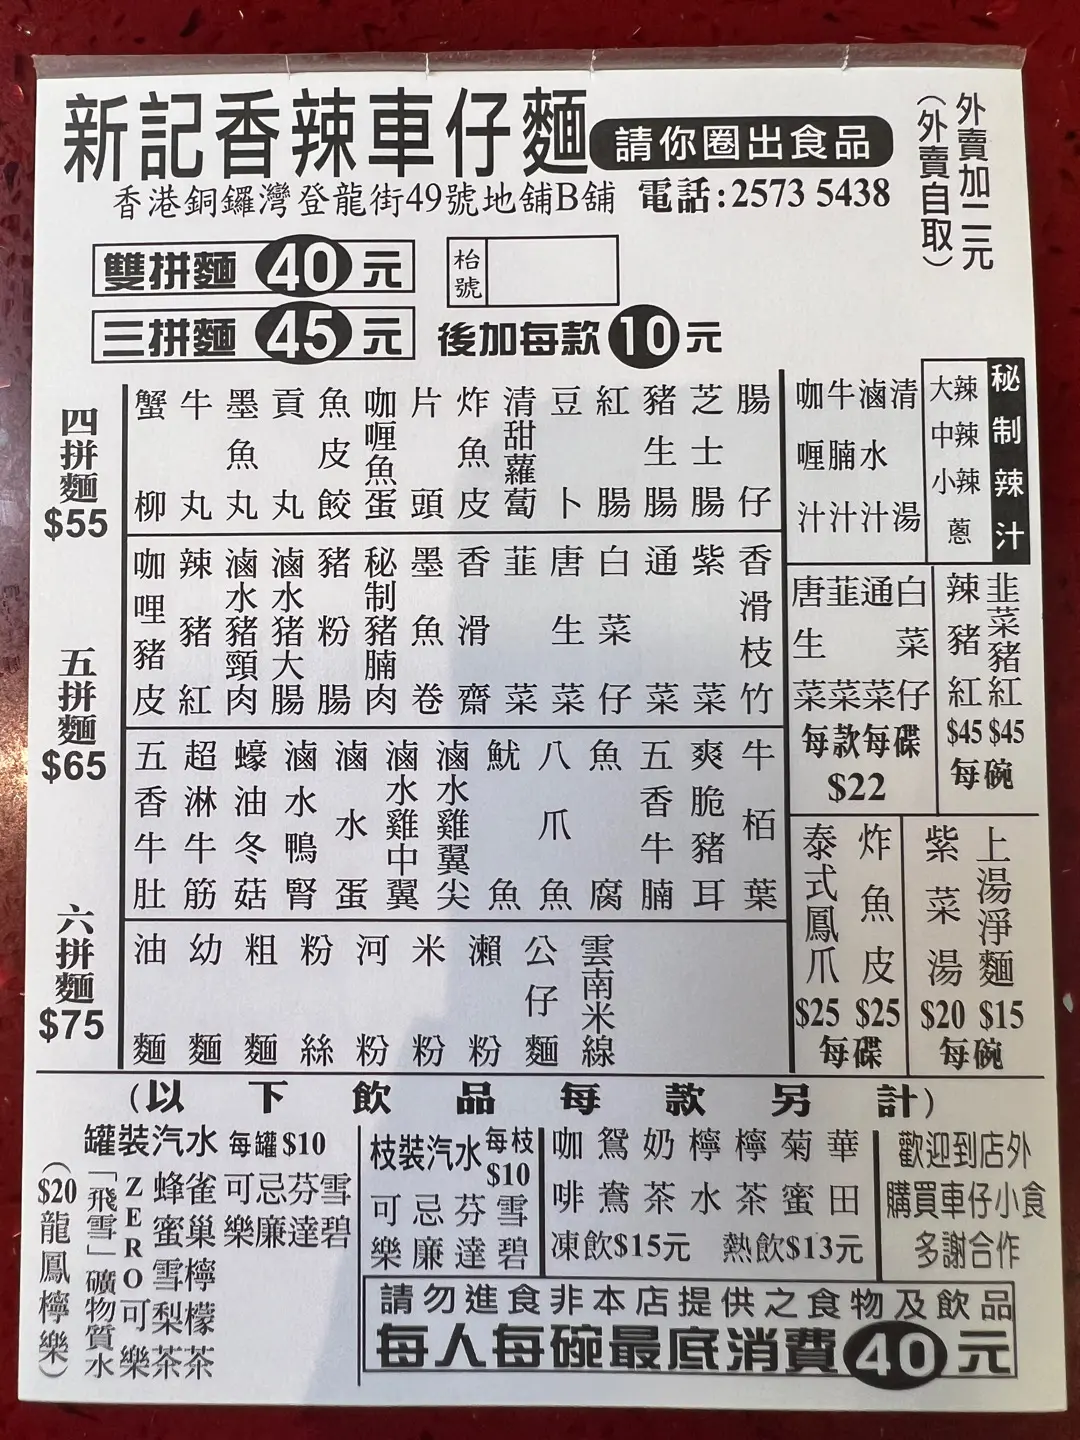 新記香辣車仔麵
請你圈出食品
香港銅鑼灣登龍街49號地舖B舖
電話:2573 5438
外賣加二元
(外賣自取)
雙拼麵 40 元
三拼麵 45 元
枱號
後加每款 10 元
四拼麵
$55
五拼麵
$65
六拼麵
$75
蟹柳
牛丸
墨魚丸
貢丸
魚皮餃
咖喱魚蛋
片頭
炸魚皮
清甜蘿蔔
豆卜
紅腸
豬生腸
芝士腸
腸仔
咖哩豬皮
辣豬紅
滷水豬頸肉
滷水猪大腸
豬粉腸
秘制豬腩肉
墨魚卷
香滑齋
韮菜
唐生菜
白菜仔
通菜
紫菜
香滑枝竹
五香牛肚
超淋牛筋
蠔油冬菇
滷水鴨腎
滷水蛋
滷水雞中翼
滷水雞翼尖
魷魚
八爪魚
魚腐
五香牛腩
爽脆豬耳
牛栢葉
油麵
幼麵
粗麵
粉絲
河粉
米粉
瀨粉
公仔麵
雲南米線
咖喱汁
牛腩汁
滷水汁
清湯
大辣
中辣
小辣
蔥
秘制辣汁
唐生菜
韮菜
通菜
白菜仔
每款每碟
$22
辣豬紅
$45
韭菜豬紅
$45
每碗
泰式鳳爪
$25
炸魚皮
$25
每碟
紫菜湯
$20
上湯淨麵
$15
每碗
(以下飲品每款另計)
罐裝汽水 每罐$10
可樂
忌廉
芬達
雪碧
雀巢檸檬茶
蜂蜜雪梨茶
ZERO可樂
「飛雪」礦物質水
($20龍鳳檸樂)
枝裝汽水 每枝$10
可樂
忌廉
芬達
雪碧
咖啡
鴛鴦
奶茶
檸水
檸茶
菊蜜
華田
凍飲$15元 熱飲$13元
歡迎到店外
購買車仔小食
多謝合作
請勿進食非本店提供之食物及飲品
每人每碗最底消費 40 元